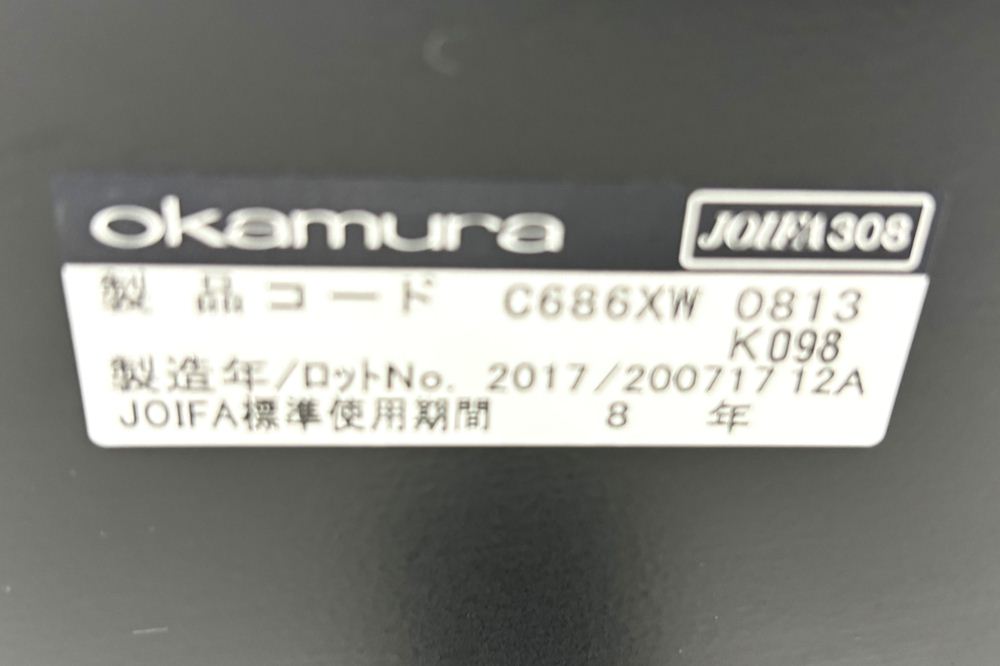 okamura JOIFA308
製品コード C686XW 0813
K098
製造年/ロットNo. 2017/20071712A
JOIFA標準使用期間 8 年